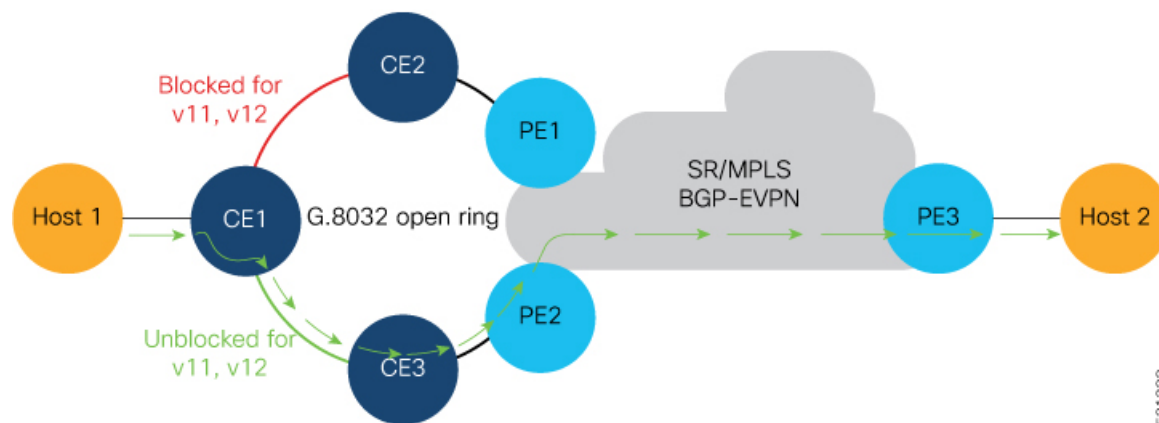 CE2
Blocked for
v11, v12
PE1
SR/MPLS
BGP-EVPN
Host 1
CE1
G.8032 open ring
PE3
Host 2
PE2
Unblocked for
v11, v12
CE3